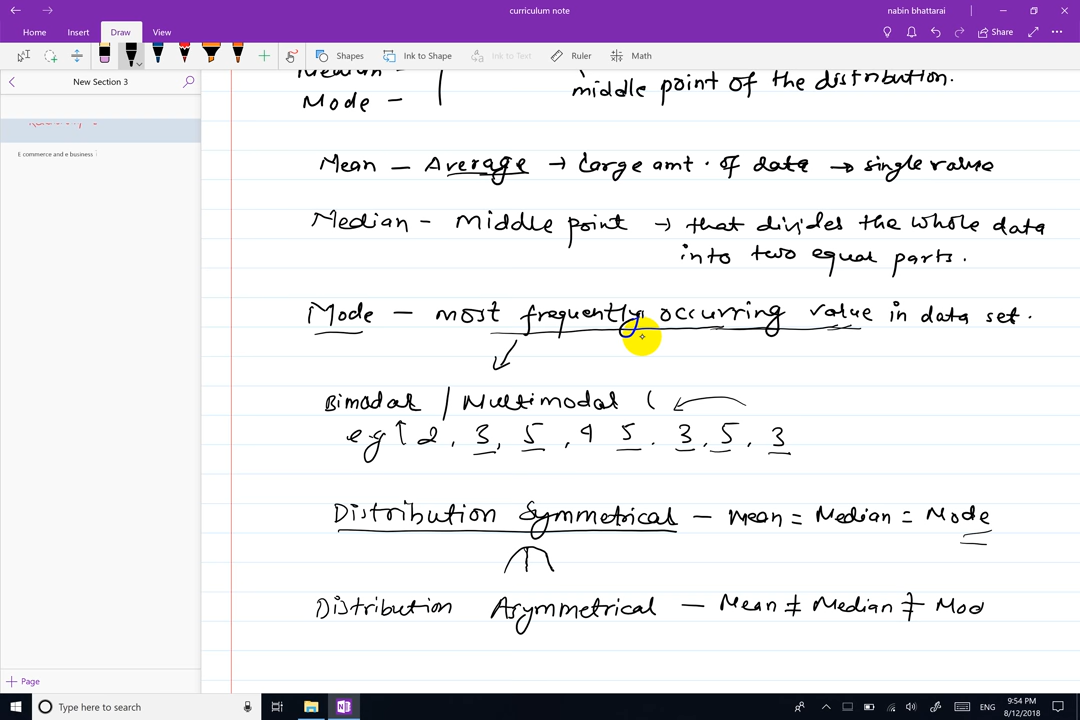 curriculum note
nabin bhattarai
Share
Home Insert Draw View
Shapes Ink to Shape Ink to Text Ruler Math
New Section 3
E commerce and e business
Median -
Mode -
middle point of the distribution.
Mean - Average → Large amt. of data → single value
Median - Middle point → that divides the whole data
into two equal parts.
Mode - most frequently occurring value in data set.
Bimodal / Multimodal (
eg ↑ 2, 3, 5, 4 5. 3, 5, 3
Distribution Symmetrical - Mean = Median = Mode
Distribution Asymmetrical - Mean ≠ Median ≠ Mod
+ Page
Type here to search
ENG
9:54 PM
8/12/2018